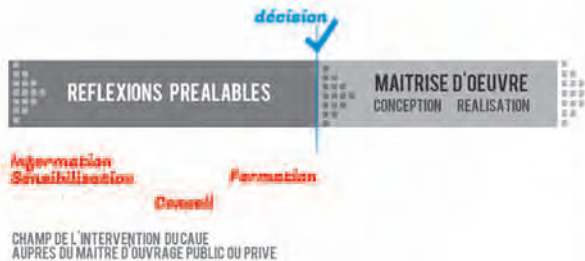 décision
REFLEXIONS PREALABLES
MAITRISE D'OEUVRE
CONCEPTION REALISATION
Information
Sensibilisation
Formation
Conseil
CHAMP DE L'INTERVENTION DU CAUE
AUPRES DU MAITRE D'OUVRAGE PUBLIC OU PRIVE